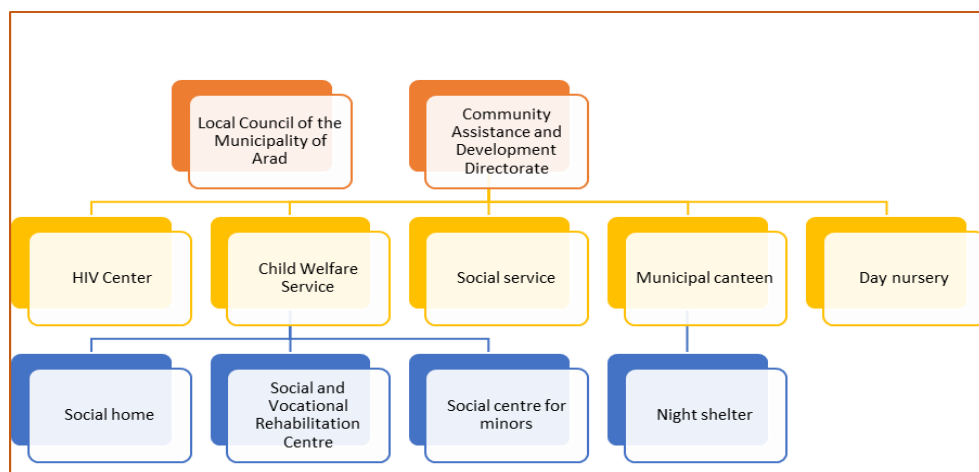 Local Council of the
Municipality of
Arad
Community
Assistance and
Development
Directorate
HIV Center
Child Welfare
Service
Social service
Municipal canteen
Day nursery
Social home
Social and
Vocational
Rehabilitation
Centre
Social centre for
minors
Night shelter